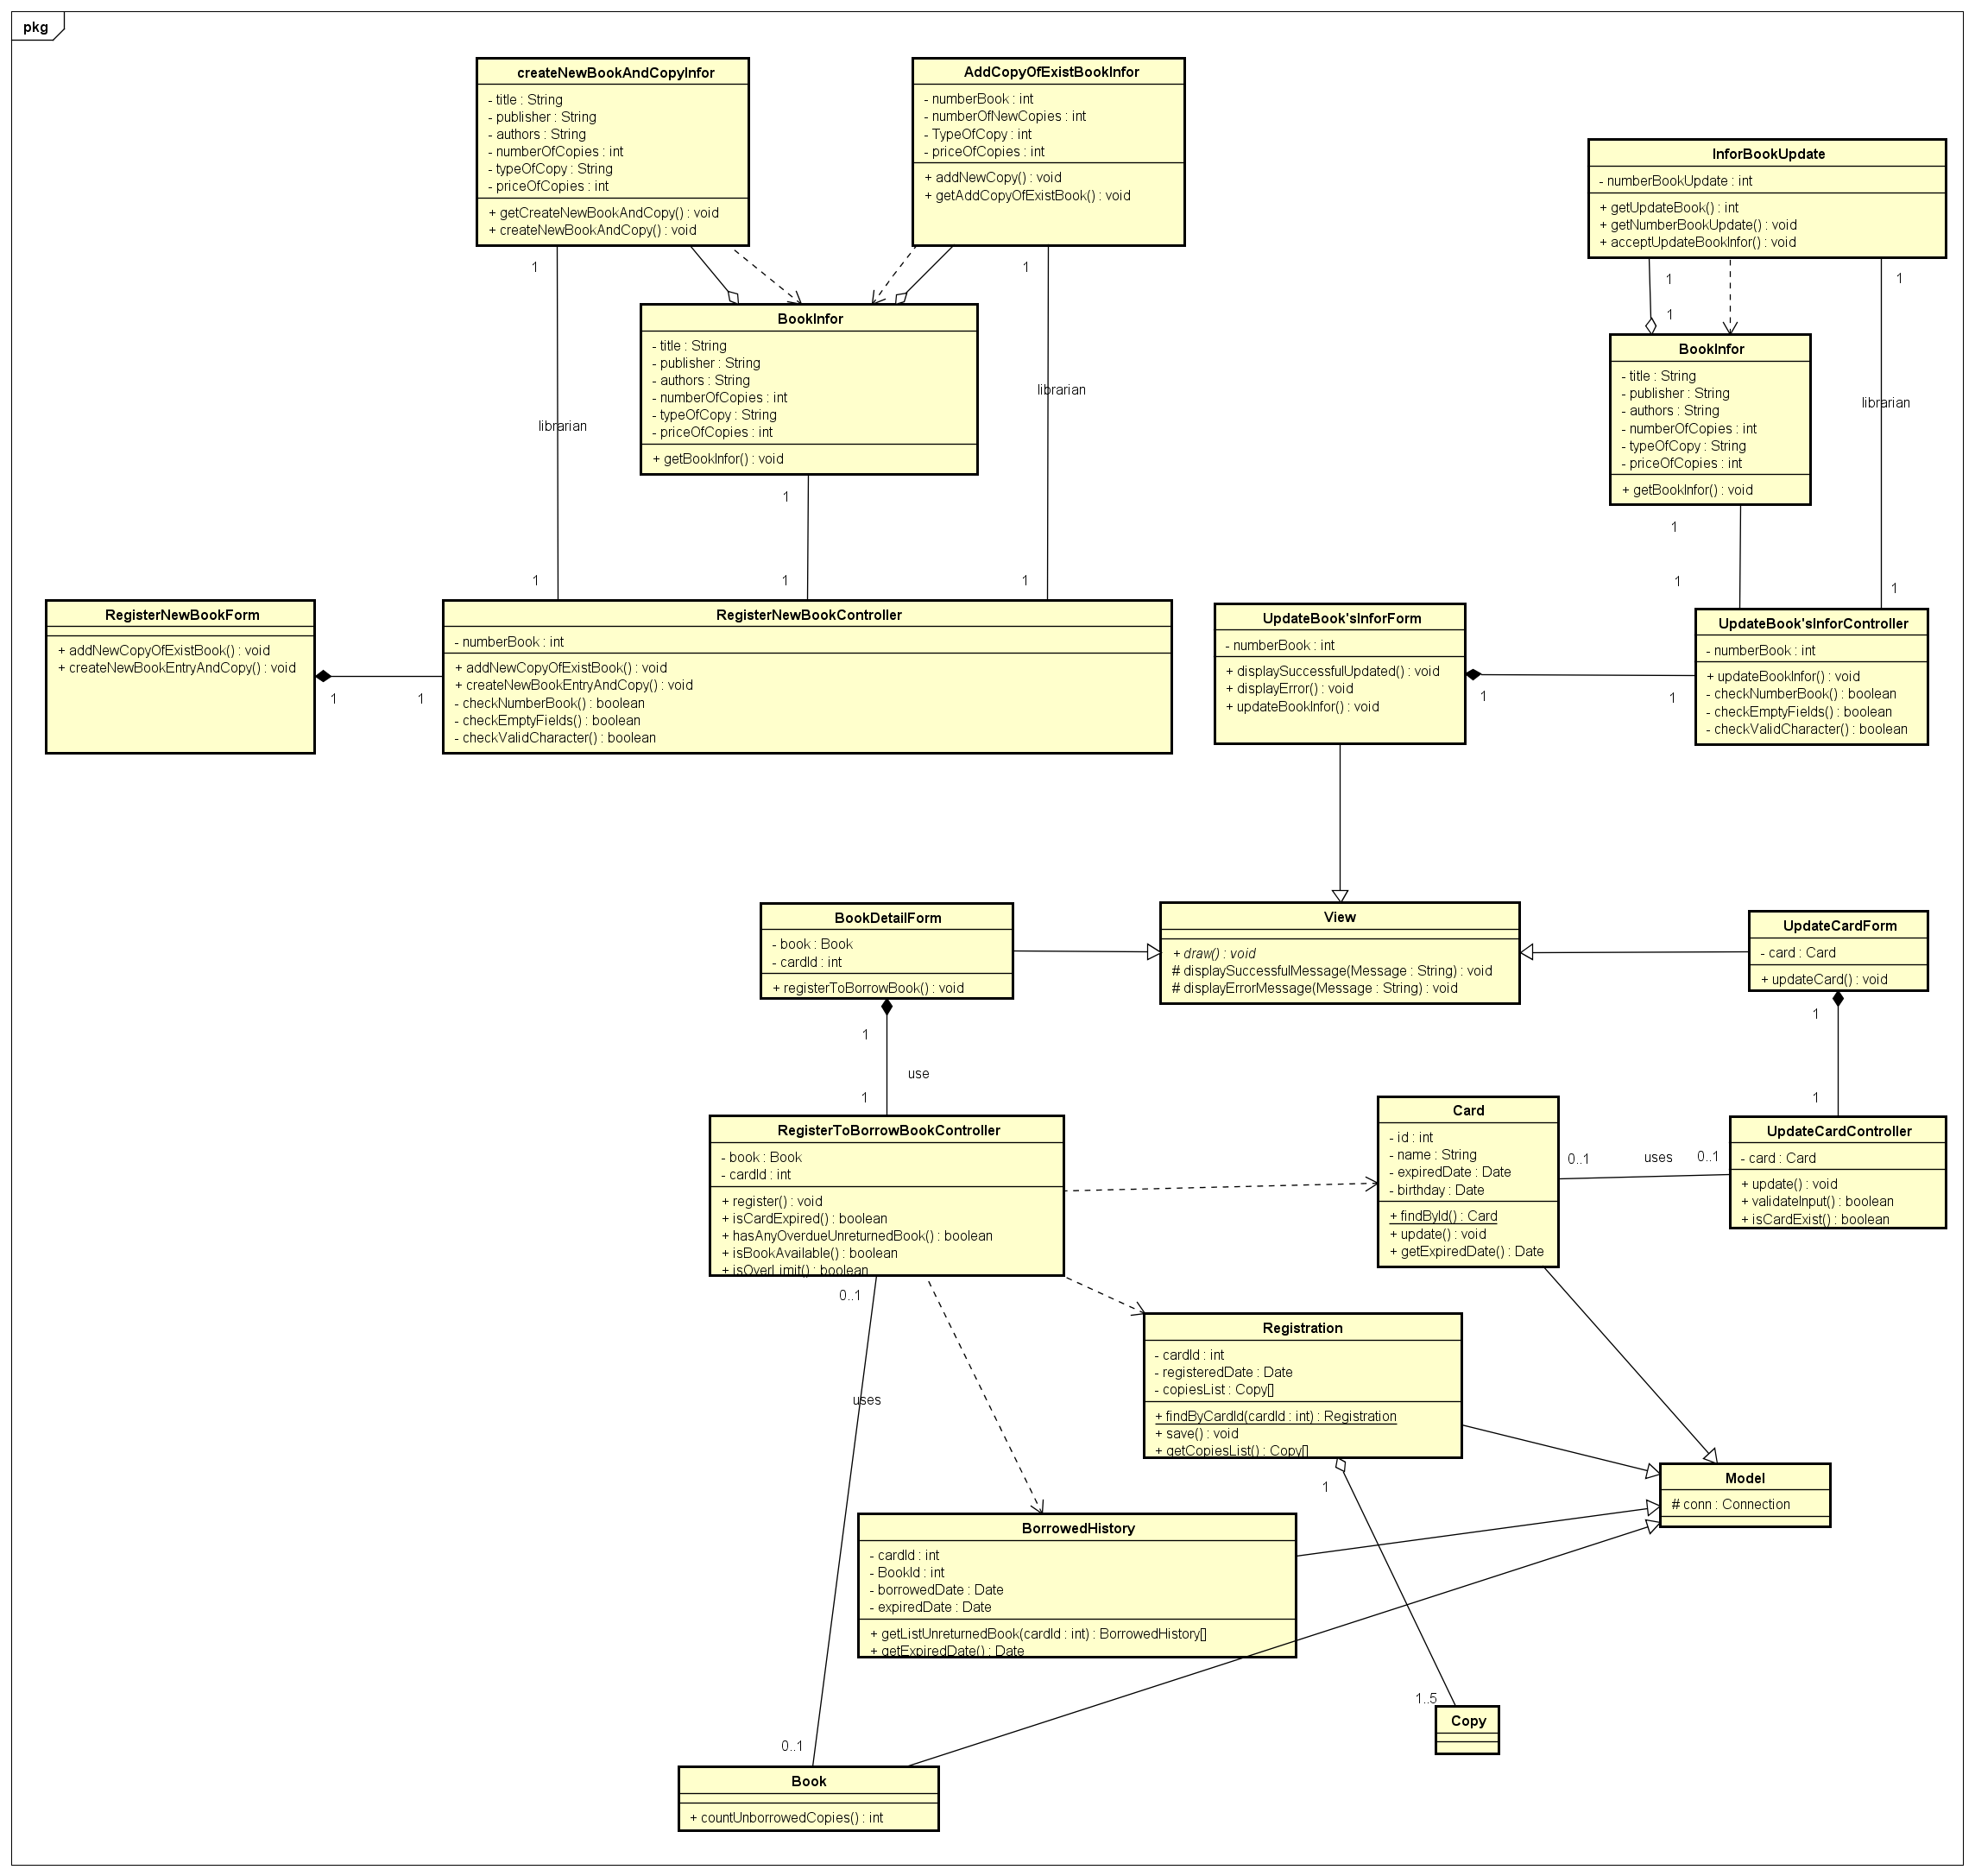 pkg
createNewBookAndCopyInfor
- title : String
- publisher : String
- authors : String
- numberOfCopies : int
- typeOfCopy : String
- priceOfCopies : int
+ getCreateNewBookAndCopy() : void
+ createNewBookAndCopy() : void
AddCopyOfExistBookInfor
- numberBook : int
- numberOfNewCopies : int
- TypeOfCopy : int
- priceOfCopies : int
+ addNewCopy() : void
+ getAddCopyOfExistBook() : void
InforBookUpdate
- numberBookUpdate : int
+ getUpdateBook() : int
+ getNumberBookUpdate() : void
+ acceptUpdateBookInfor() : void
1
1
1
1
1
BookInfor
- title : String
- publisher : String
- authors : String
- numberOfCopies : int
- typeOfCopy : String
- priceOfCopies : int
+ getBookInfor() : void
BookInfor
- title : String
- publisher : String
- authors : String
- numberOfCopies : int
- typeOfCopy : String
- priceOfCopies : int
+ getBookInfor() : void
librarian
librarian
librarian
1
1
1
1
1
1
1
1
RegisterNewBookForm
+ addNewCopyOfExistBook() : void
+ createNewBookEntryAndCopy() : void
1
1
RegisterNewBookController
- numberBook : int
+ addNewCopyOfExistBook() : void
+ createNewBookEntryAndCopy() : void
- checkNumberBook() : boolean
- checkEmptyFields() : boolean
- checkValidCharacter() : boolean
UpdateBook'sInforForm
- numberBook : int
+ displaySuccessfulUpdated() : void
+ displayError() : void
+ updateBookInfor() : void
1
1
UpdateBook'sInforController
- numberBook : int
+ updateBookInfor() : void
- checkNumberBook() : boolean
- checkEmptyFields() : boolean
- checkValidCharacter() : boolean
BookDetailForm
- book : Book
- cardId : int
+ registerToBorrowBook() : void
View
+ draw() : void
# displaySuccessfulMessage(Message : String) : void
# displayErrorMessage(Message : String) : void
UpdateCardForm
- card : Card
+ updateCard() : void
1
use
1
1
1
RegisterToBorrowBookController
- book : Book
- cardId : int
+ register() : void
+ isCardExpired() : boolean
+ hasAnyOverdueUnreturnedBook() : boolean
+ isBookAvailable() : boolean
+ isOverLimit() : boolean
Card
- id : int
- name : String
- expiredDate : Date
- birthday : Date
+ findById() : Card
+ update() : void
+ getExpiredDate() : Date
0..1
uses
0..1
UpdateCardController
- card : Card
+ update() : void
+ validateInput() : boolean
+ isCardExist() : boolean
0..1
uses
Registration
- cardId : int
- registeredDate : Date
- copiesList : Copy[]
+ findByCardId(cardId : int) : Registration
+ save() : void
+ getCopiesList() : Copy[]
1
Model
# conn : Connection
BorrowedHistory
- cardId : int
- BookId : int
- borrowedDate : Date
- expiredDate : Date
+ getListUnreturnedBook(cardId : int) : BorrowedHistory[]
+ getExpiredDate() : Date
1..5
Copy
0..1
Book
+ countUnborrowedCopies() : int